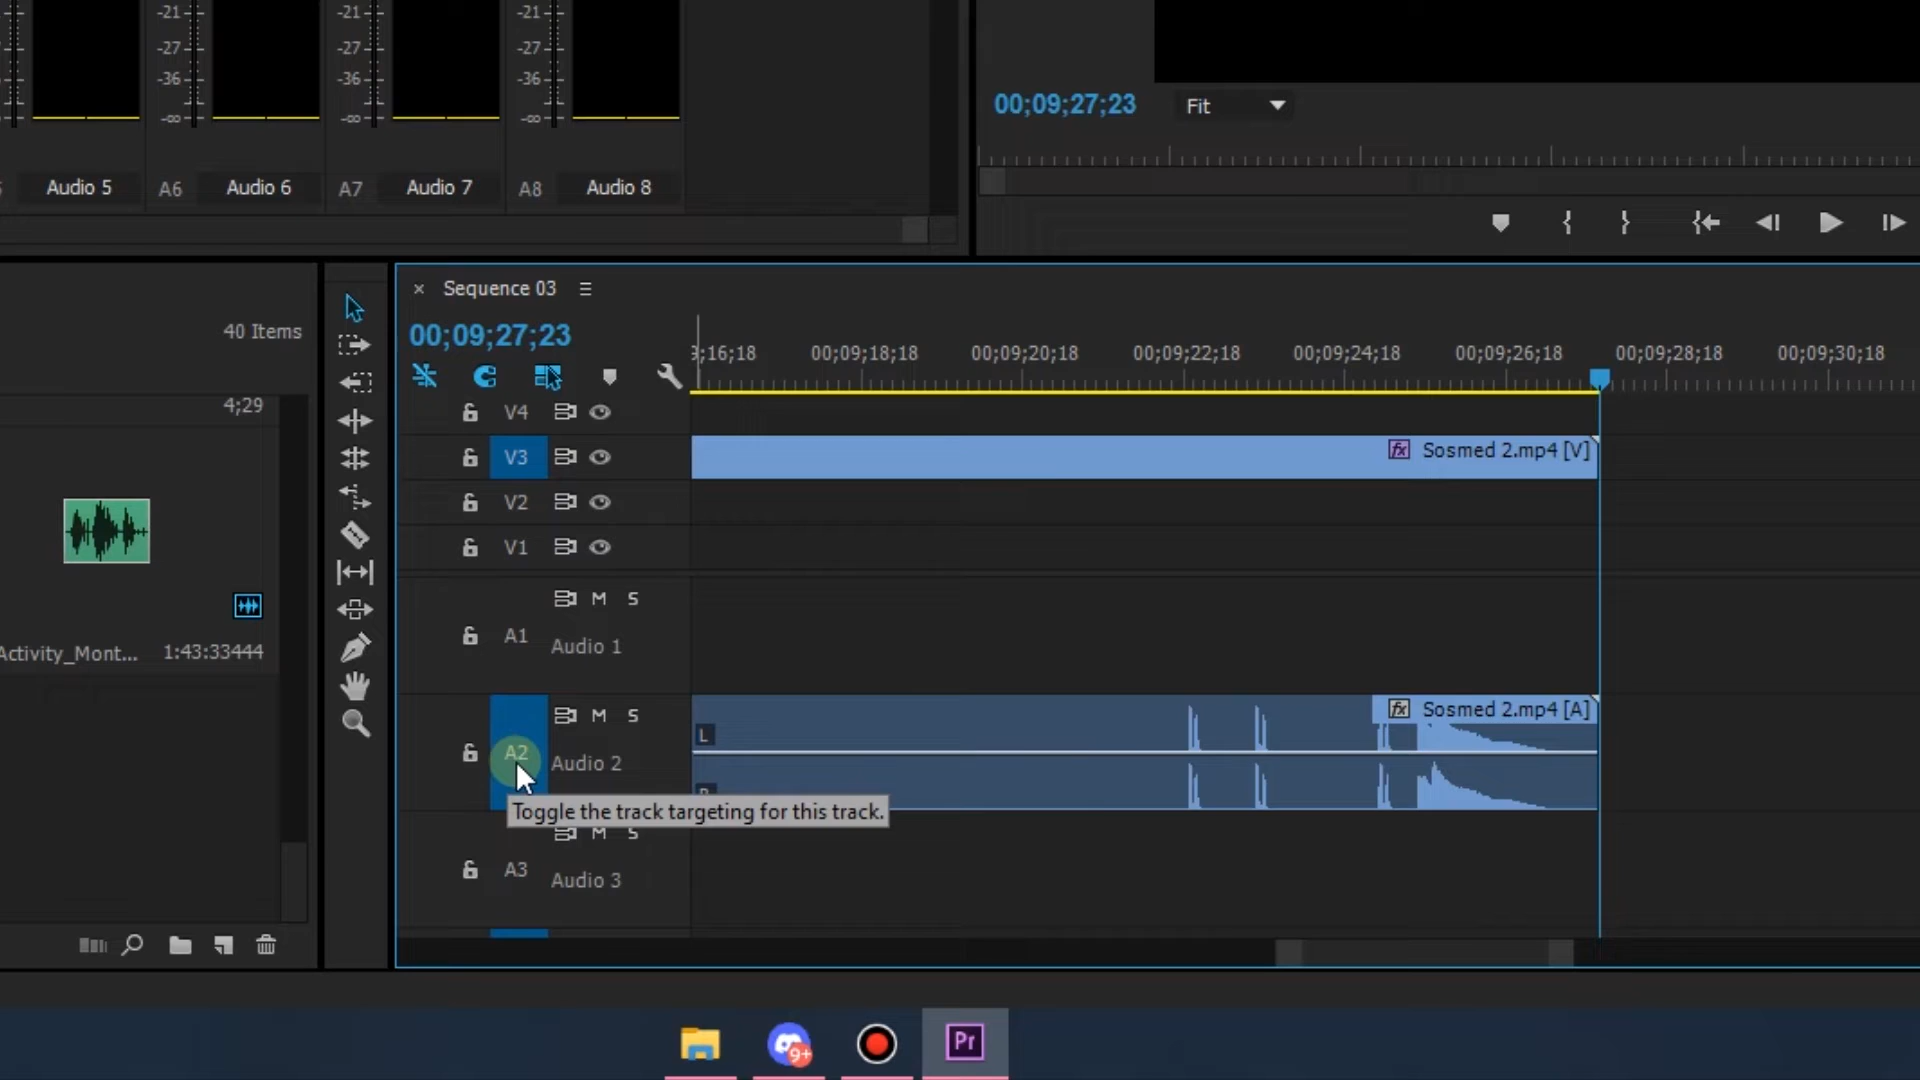 -21 -21 -21
-27 -27 -27
-36 -36 -36
-∞ -∞ -∞
Audio 5 A6 Audio 6 A7 Audio 7 A8 Audio 8
00;09;27;23 Fit
40 Items
4;29
Activity_Mont... 1:43:33444
× Sequence 03
00;09;27;23
;16;18 00;09;18;18 00;09;20;18 00;09;22;18 00;09;24;18 00;09;26;18 00;09;28;18 00;09;30;18
V4
V3 fx Sosmed 2.mp4 [V]
V2
V1
M S
A1 Audio 1
M S fx Sosmed 2.mp4 [A]
L
A2 Audio 2
Toggle the track targeting for this track.
M S
A3 Audio 3
9+ Pr